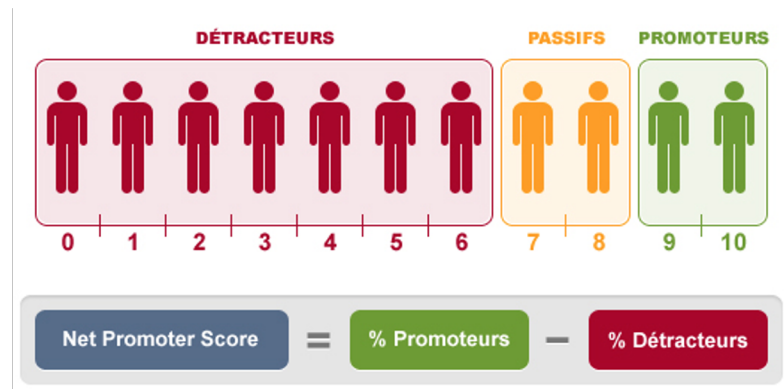 DÉTRACTEURS PASSIFS PROMOTEURS
0 1 2 3 4 5 6 7 8 9 10
Net Promoter Score = % Promoteurs − % Détracteurs